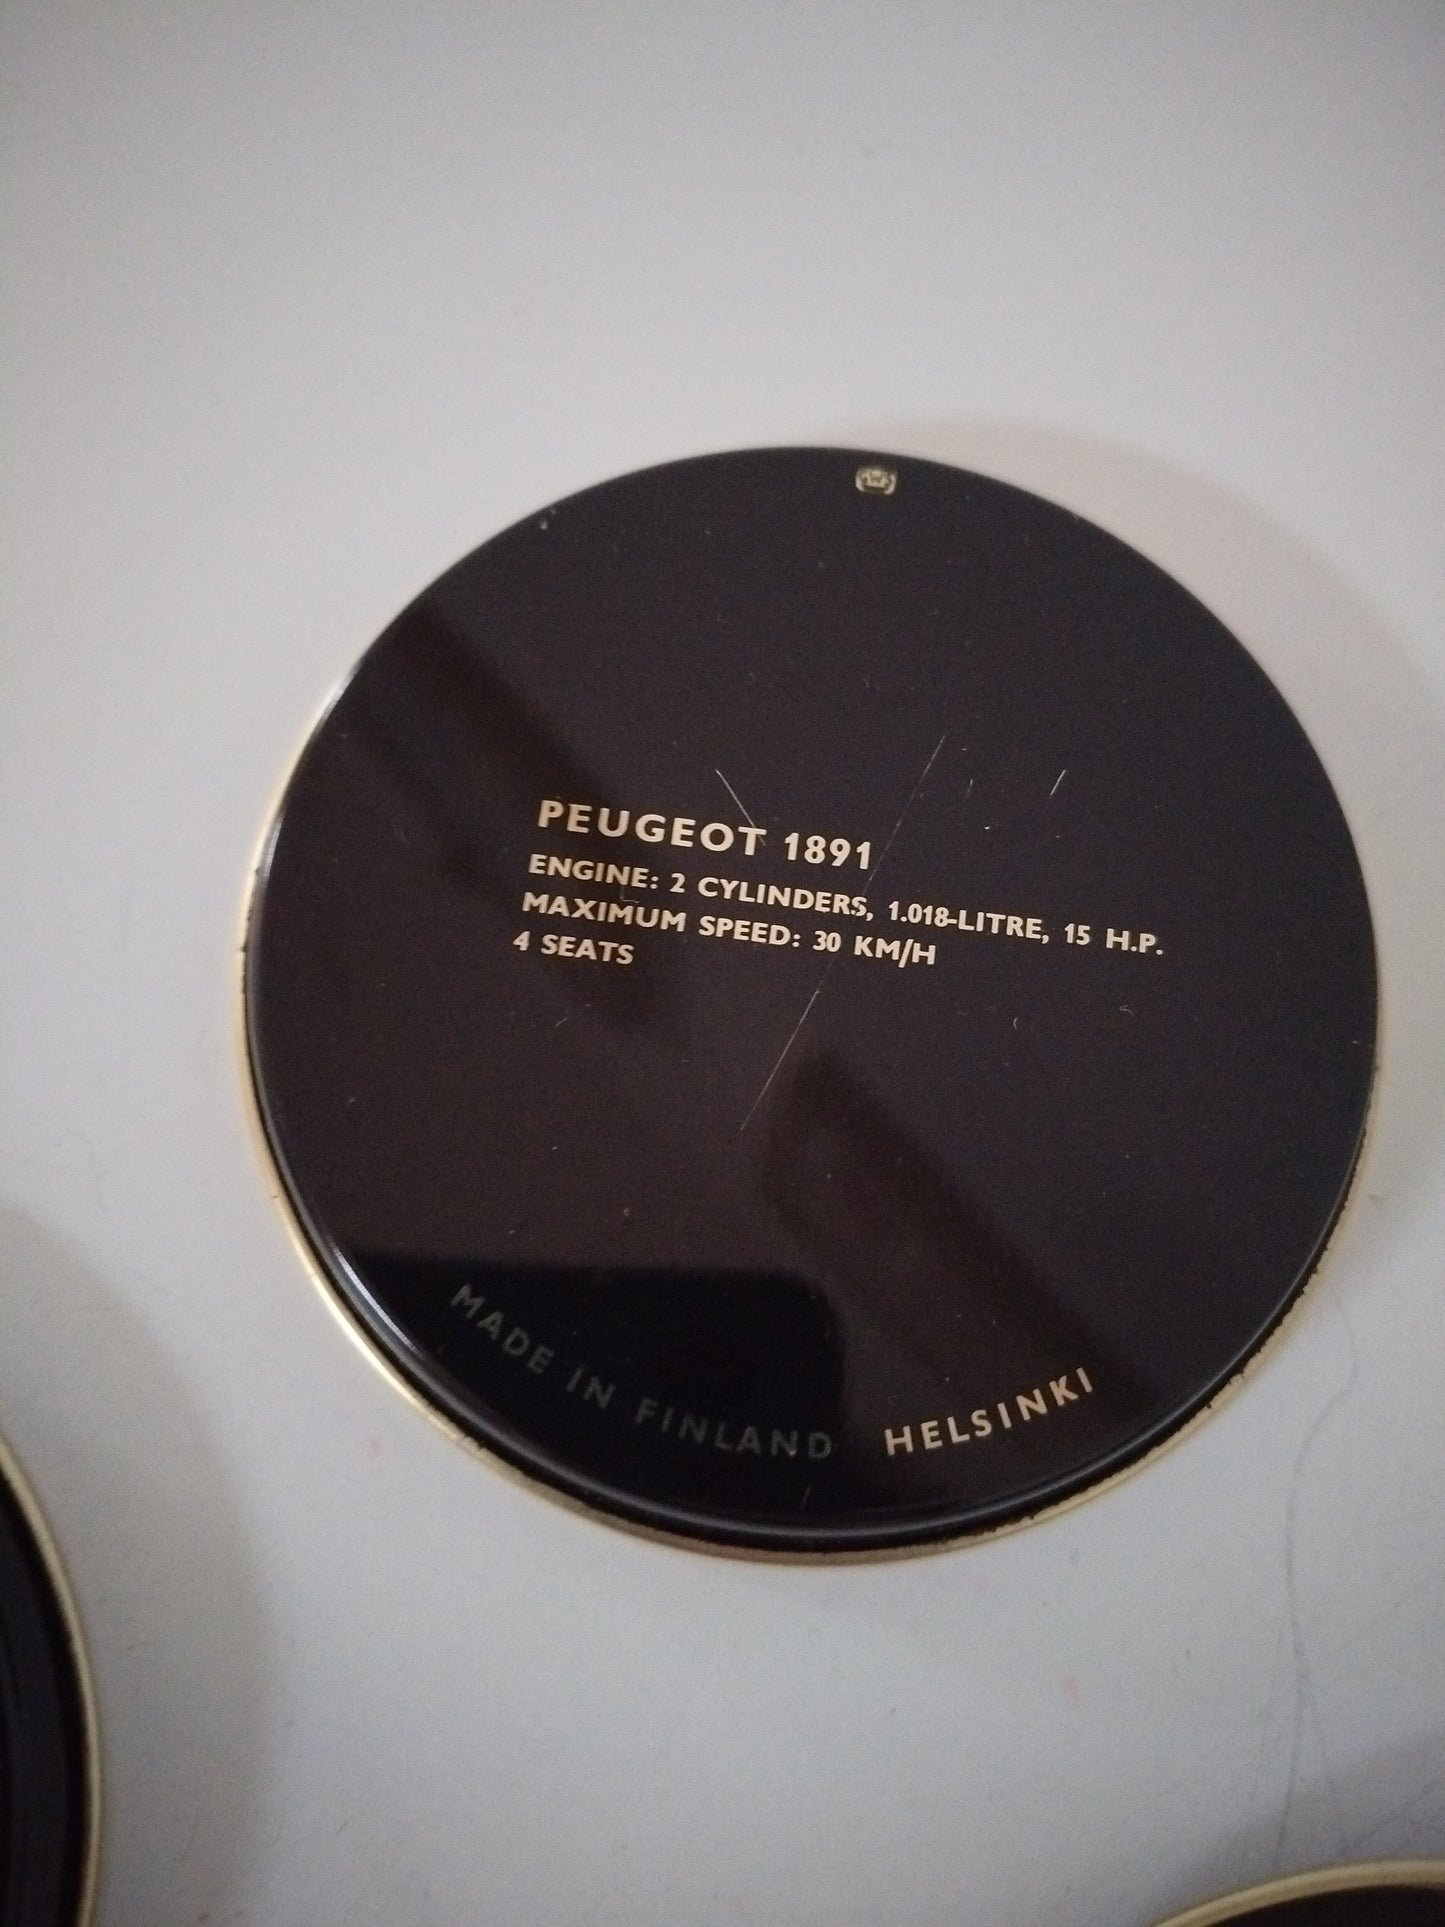 PEUGEOT 1891
ENGINE: 2 CYLINDERS, 1.018-LITRE, 15 H.P.
MAXIMUM SPEED: 30 KM/H
4 SEATS
MADE IN FINLAND HELSINKI